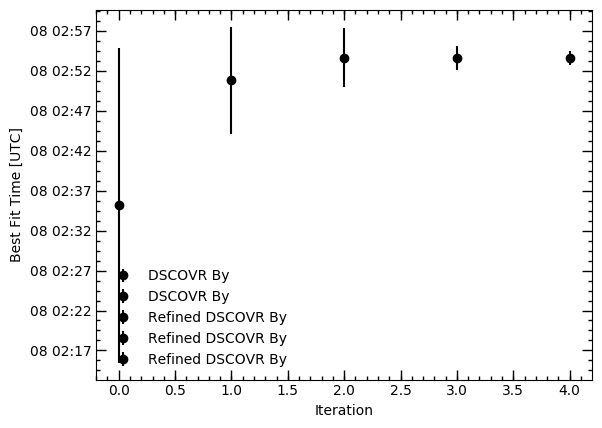 08 02:57
08 02:52
08 02:47
08 02:42
08 02:37
08 02:32
08 02:27
08 02:22
08 02:17
Best Fit Time [UTC]
DSCOVR By
DSCOVR By
Refined DSCOVR By
Refined DSCOVR By
Refined DSCOVR By
0.0 0.5 1.0 1.5 2.0 2.5 3.0 3.5 4.0
Iteration